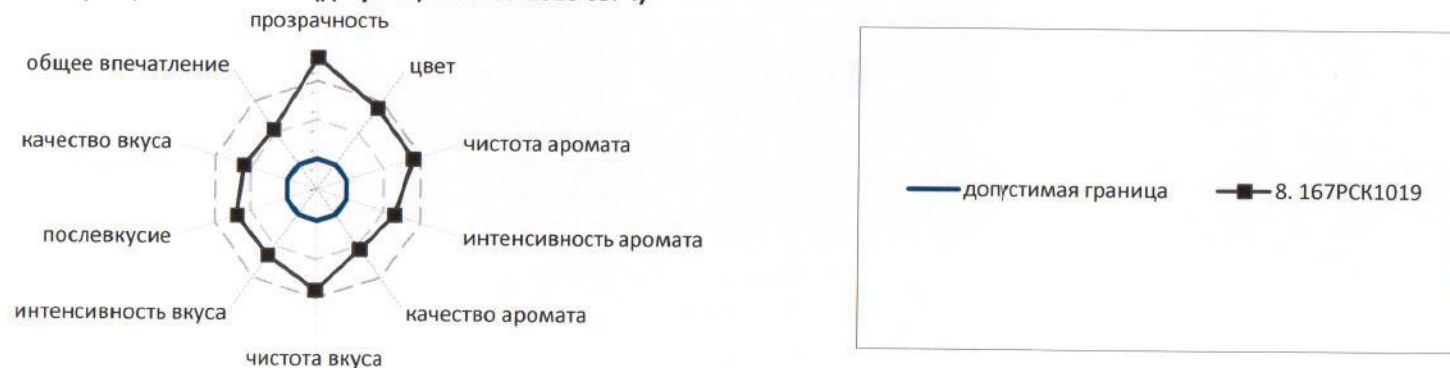 прозрачность
общее впечатление
цвет
качество вкуса
чистота аромата
послевкусие
интенсивность аромата
интенсивность вкуса
качество аромата
чистота вкуса
допустимая граница
8. 167РСК1019